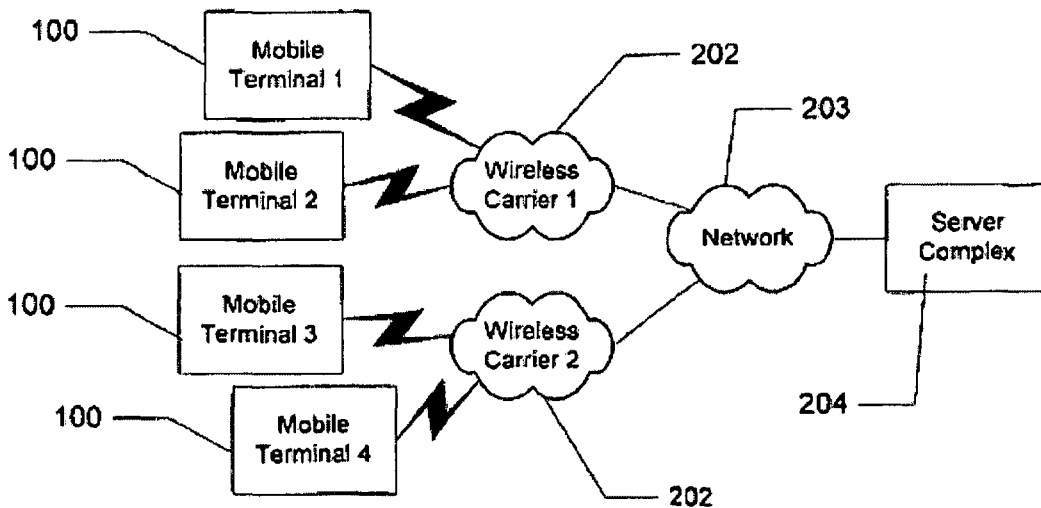 100
Mobile
Terminal 1
202
203
100
Mobile
Terminal 2
Wireless
Carrier 1
Network
Server
Complex
100
Mobile
Terminal 3
Wireless
Carrier 2
100
Mobile
Terminal 4
204
202